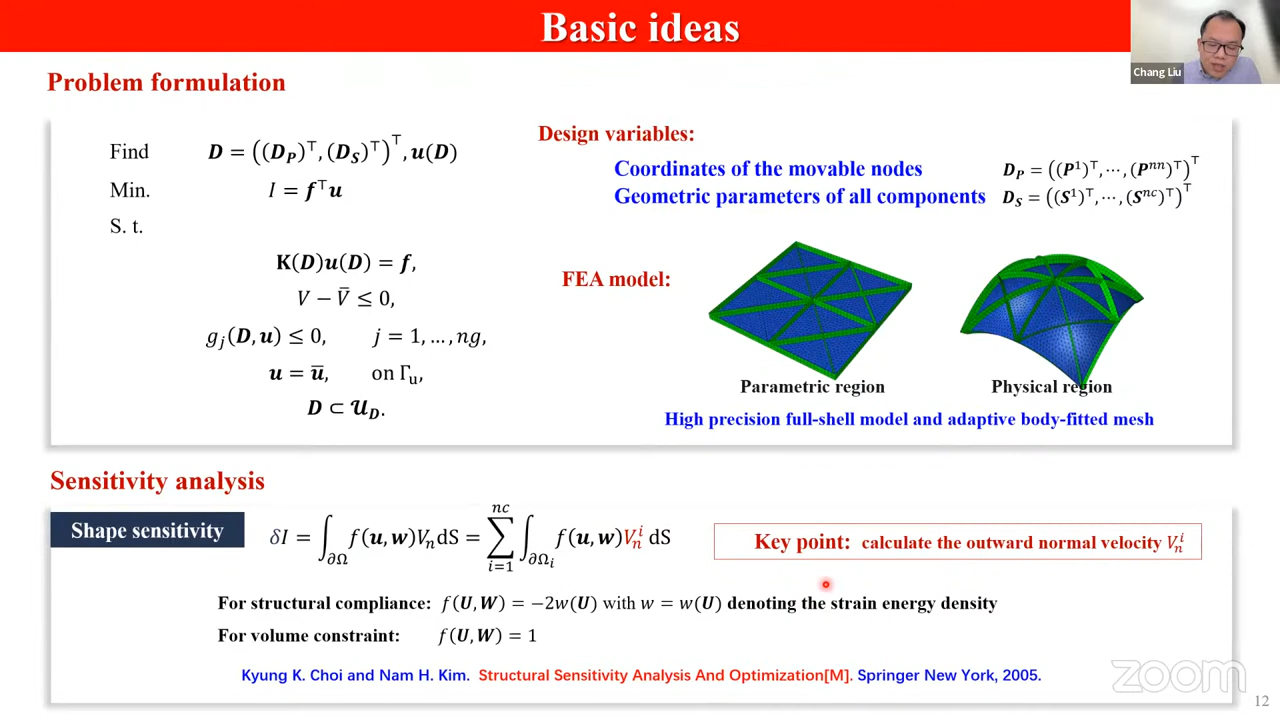 Basic ideas
Chang Liu
Problem formulation
Find D = ((D_P)^⊤, (D_S)^⊤)^⊤, u(D)
Min. I = f^⊤u
S. t.
K(D)u(D) = f,
V − V̄ ≤ 0,
g_j(D, u) ≤ 0, j = 1, … , ng,
u = ū, on Γ_u,
D ⊂ 𝒰_D.
Design variables:
Coordinates of the movable nodes D_P = ((P^1)^⊤, ⋯, (P^nn)^⊤)^⊤
Geometric parameters of all components D_S = ((S^1)^⊤, ⋯, (S^nc)^⊤)^⊤
FEA model:
Parametric region Physical region
High precision full-shell model and adaptive body-fitted mesh
Sensitivity analysis
Shape sensitivity δI = ∫_∂Ω f(u, w)V_n dS = ∑_{i=1}^{nc} ∫_{∂Ω_i} f(u, w)V_n^i dS
Key point: calculate the outward normal velocity V_n^i
For structural compliance: f(U, W) = −2w(U) with w = w(U) denoting the strain energy density
For volume constraint: f(U, W) = 1
Kyung K. Choi and Nam H. Kim. Structural Sensitivity Analysis And Optimization[M]. Springer New York, 2005.
zoom
12